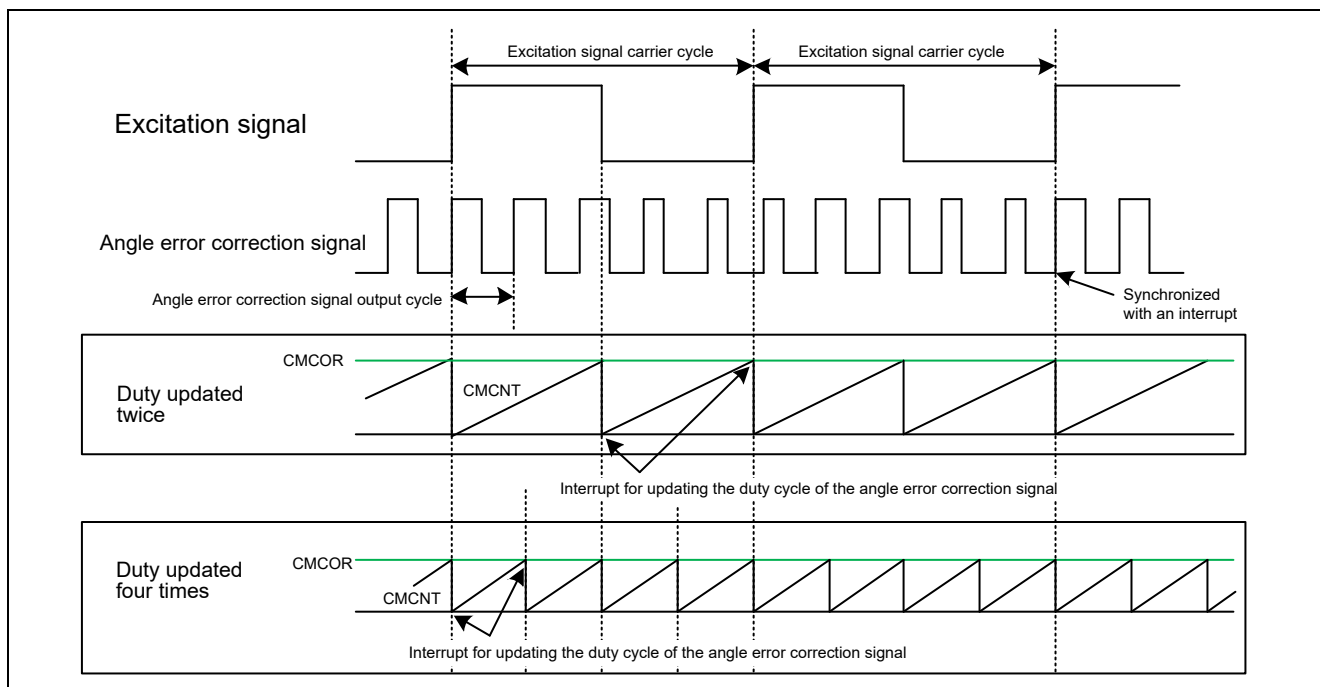 Excitation signal carrier cycle
Excitation signal carrier cycle
Excitation signal
Angle error correction signal
Angle error correction signal output cycle
Synchronized
with an interrupt
CMCOR
Duty updated
twice
CMCNT
Interrupt for updating the duty cycle of the angle error correction signal
CMCOR
Duty updated
four times
CMCNT
Interrupt for updating the duty cycle of the angle error correction signal